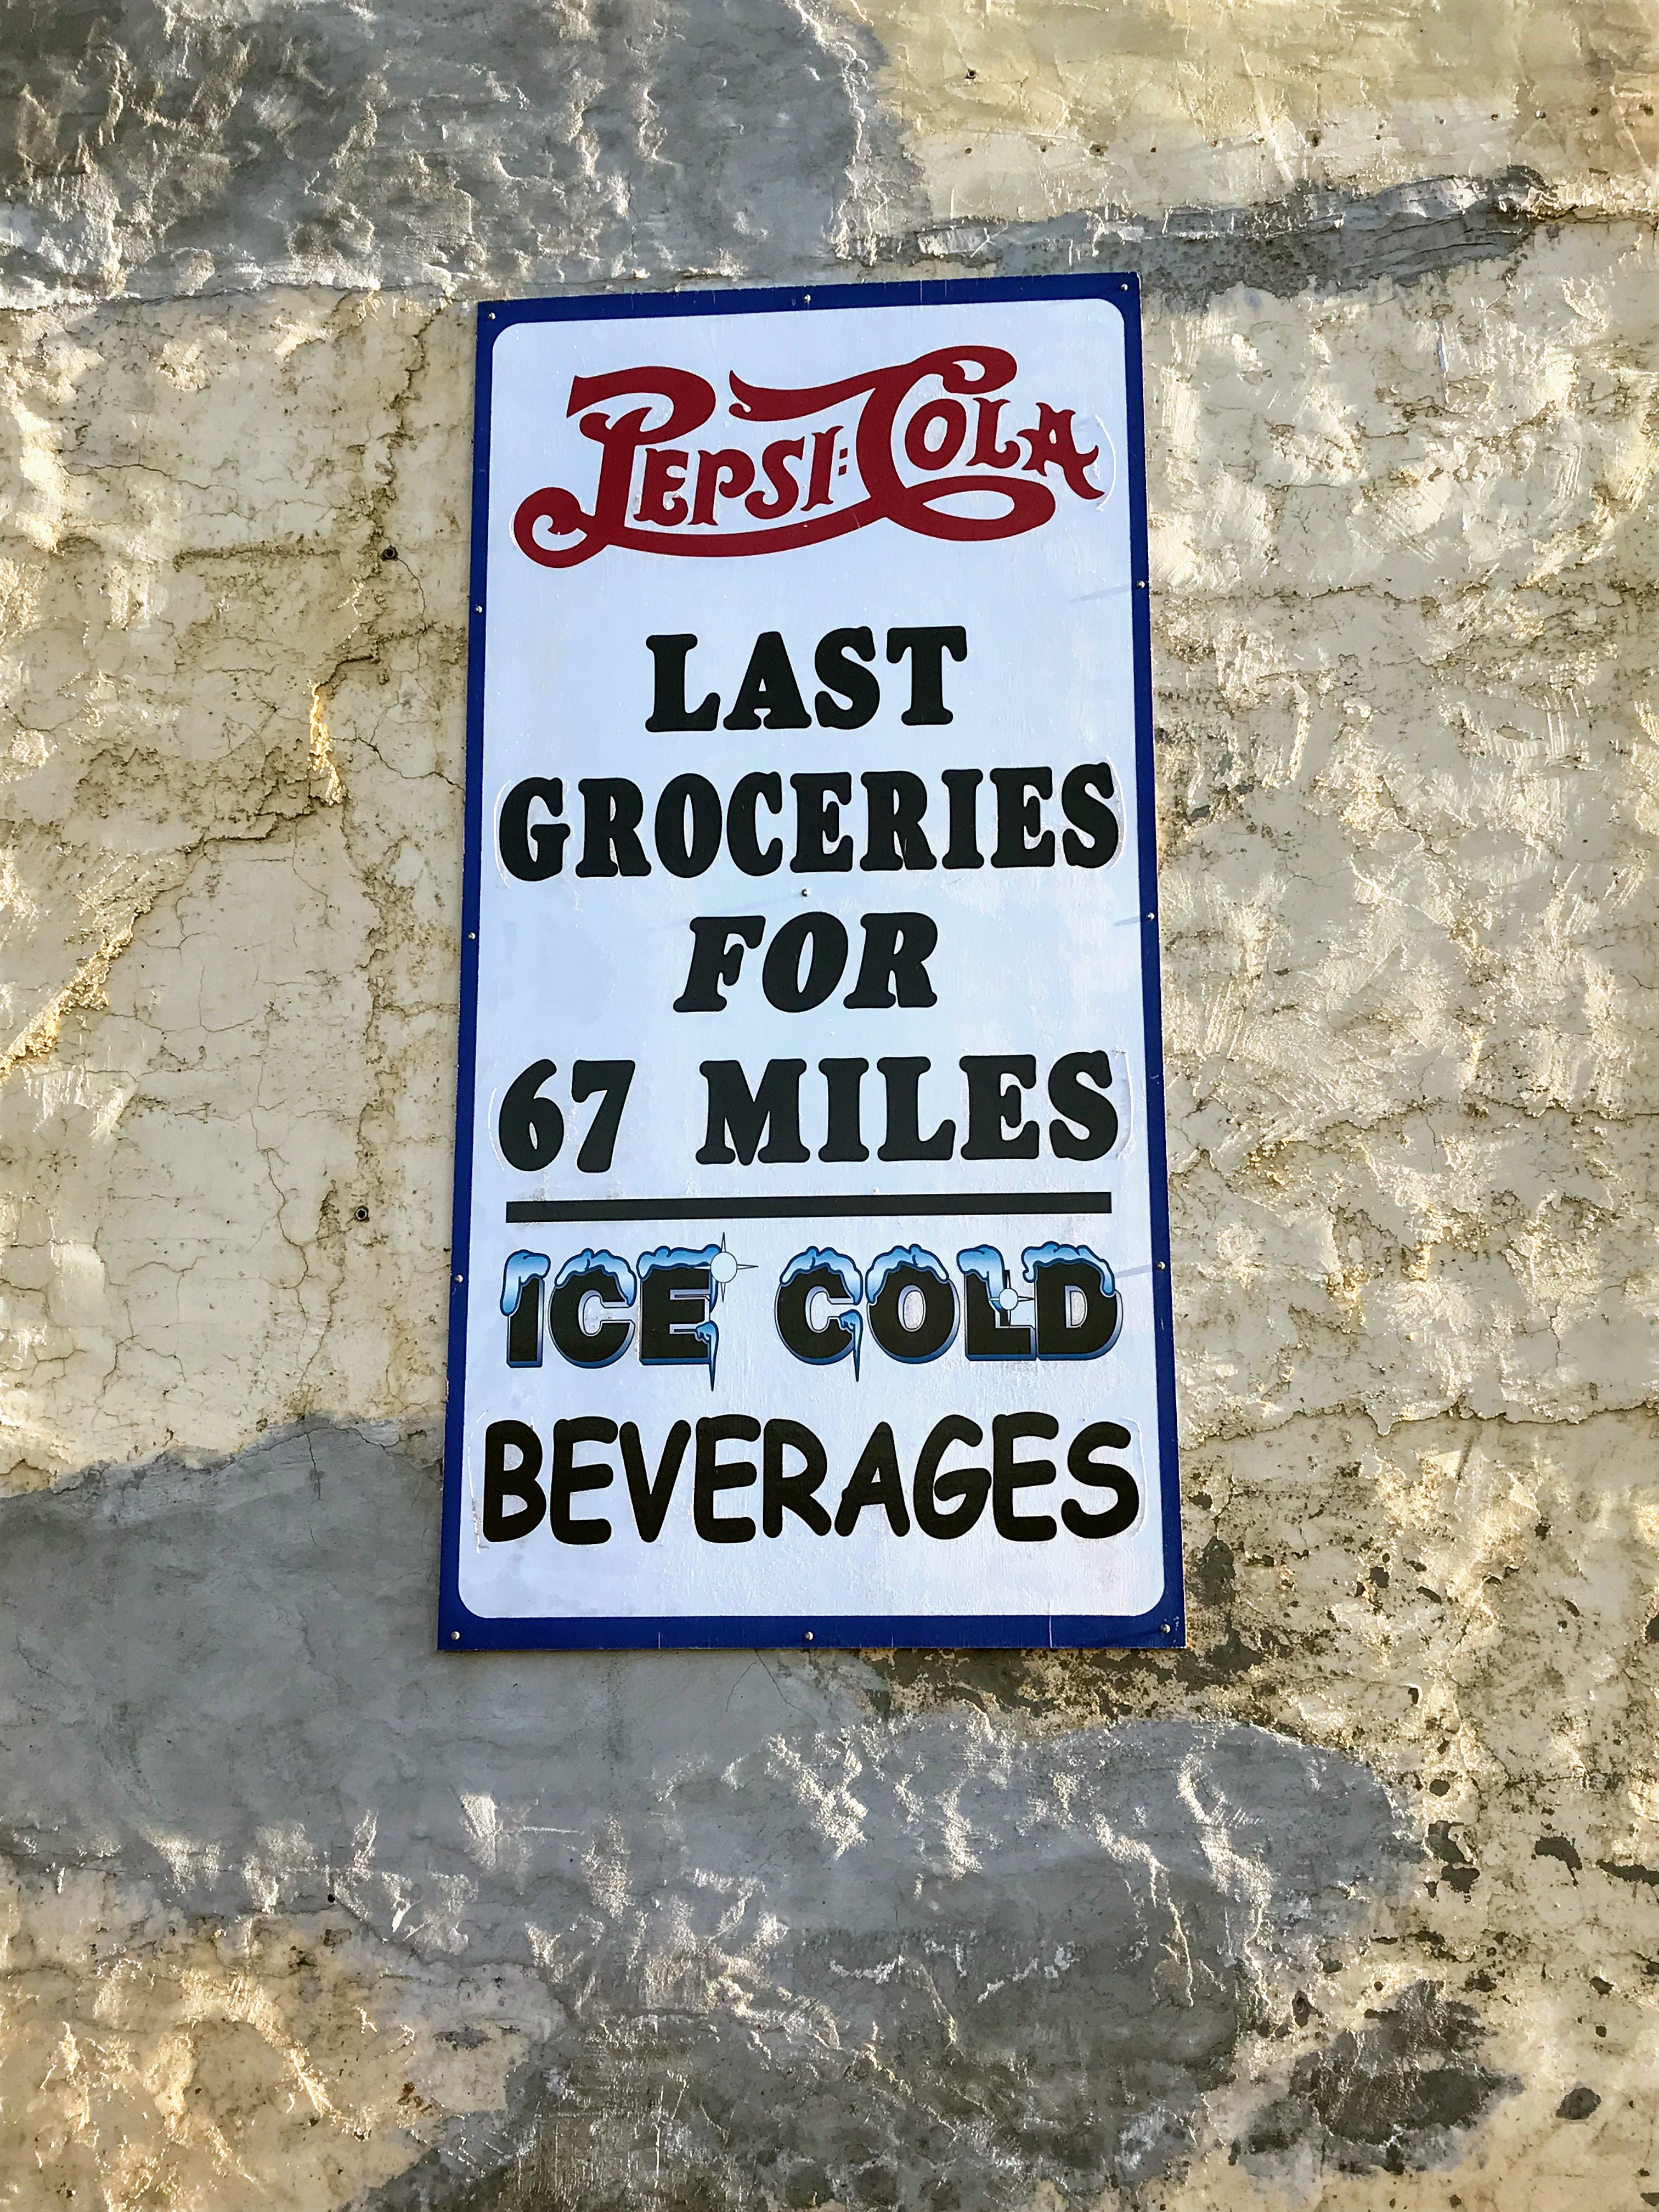 PEPSI:COLA
LAST
GROCERIES
FOR
67 MILES
ICE COLD
BEVERAGES